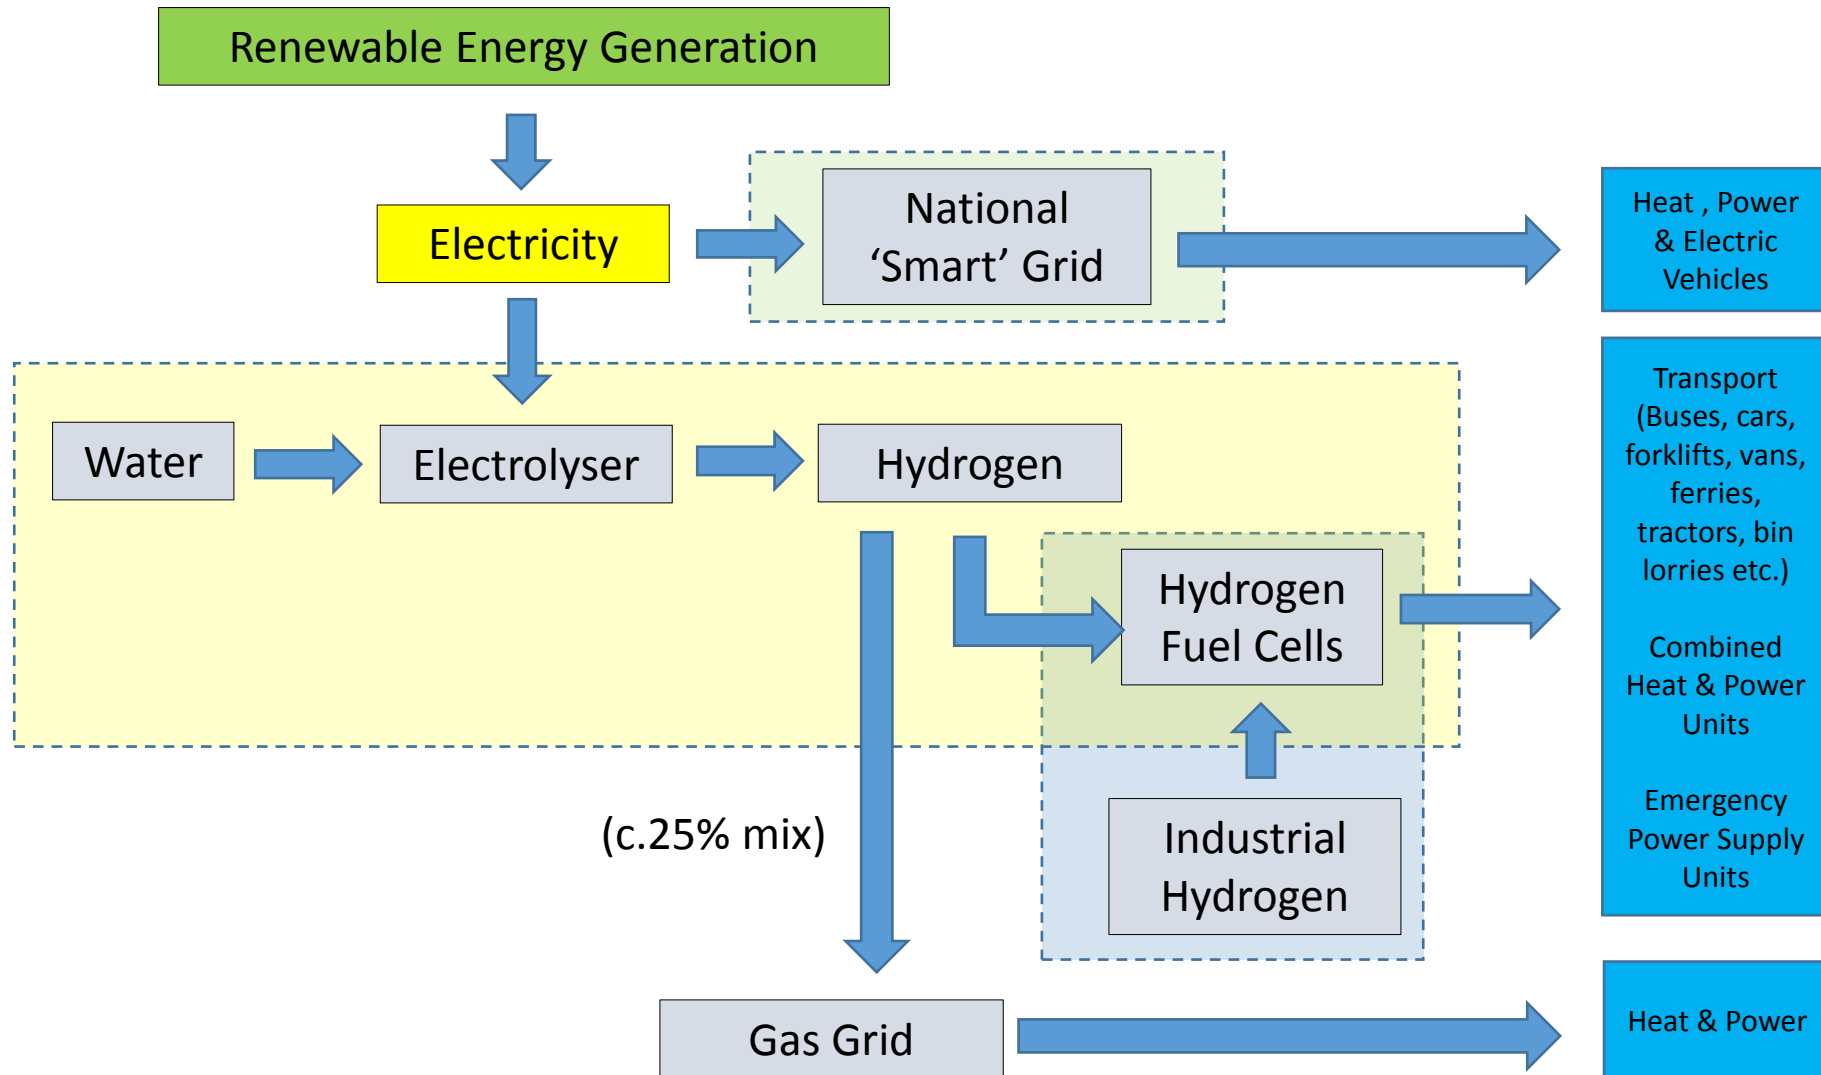 Renewable Energy Generation
Electricity
National
‘Smart’ Grid
Heat , Power
& Electric
Vehicles
Water
Electrolyser
Hydrogen
Hydrogen
Fuel Cells
Transport
(Buses, cars,
forklifts, vans,
ferries,
tractors, bin
lorries etc.)
Combined
Heat & Power
Units
Emergency
Power Supply
Units
(c.25% mix)
Industrial
Hydrogen
Gas Grid
Heat & Power